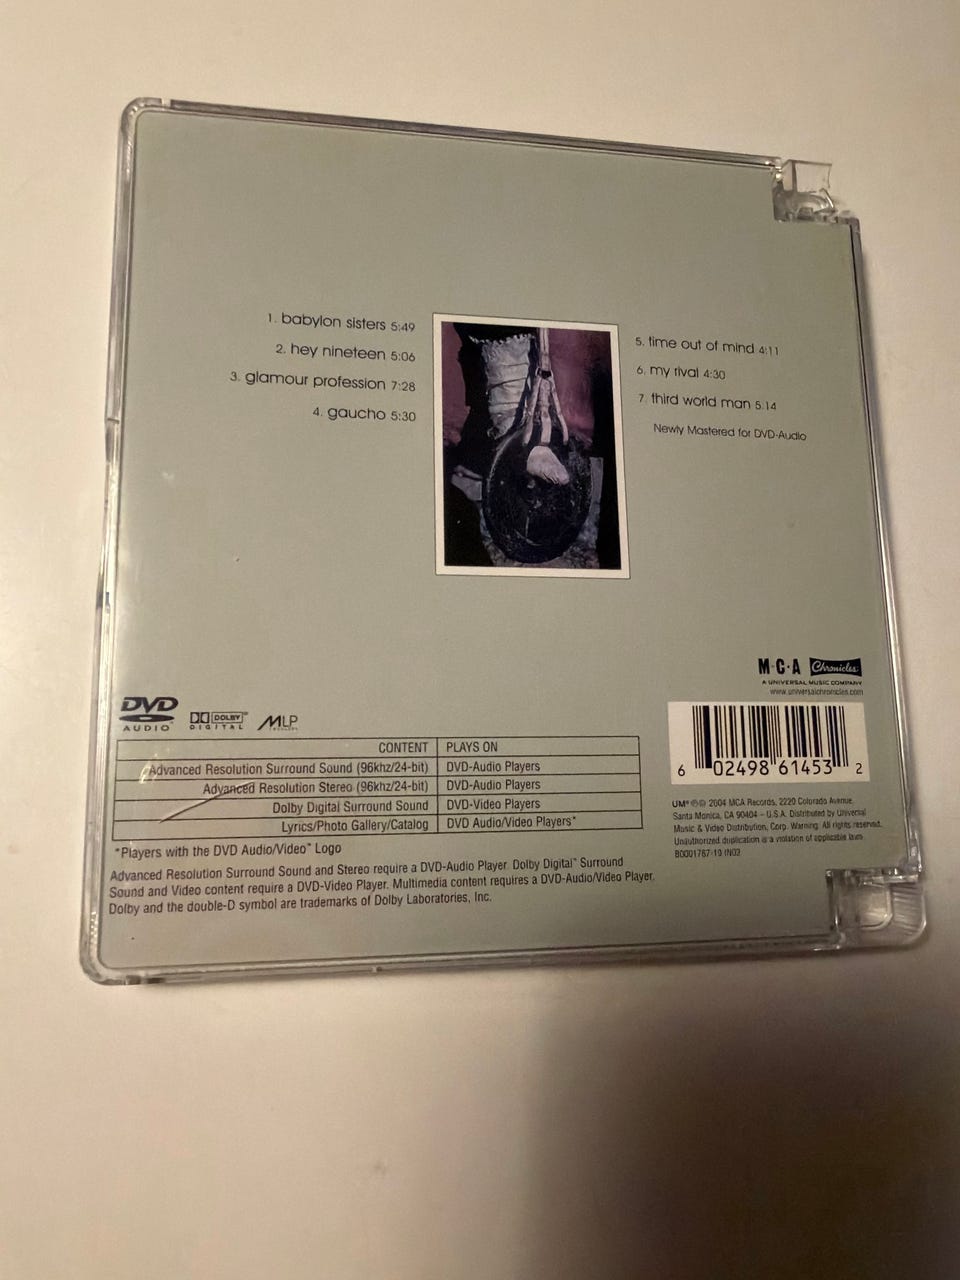 1. babylon sisters 5:49
2. hey nineteen 5:06
3. glamour profession 7:28
4. gaucho 5:30
5. time out of mind 4:11
6. my rival 4:30
7 third world man 5 14
Newly Mastered for DVD-Audio
M·C·A Chronicles
A UNIVERSAL MUSIC COMPANY
www.universalchronicles.com
DVD AUDIO DOLBY DIGITAL MLP
CONTENT PLAYS ON
Advanced Resolution Surround Sound (96khz/24-bit) DVD-Audio Players
Advanced Resolution Stereo (96khz/24-bit) DVD-Audio Players
Dolby Digital Surround Sound DVD-Video Players
Lyrics/Photo Gallery/Catalog DVD Audio/Video Players*
*Players with the DVD Audio/Video™ Logo
Advanced Resolution Surround Sound and Stereo require a DVD-Audio Player Dolby Digital™ Surround
Sound and Video content require a DVD-Video Player. Multimedia content requires a DVD-Audio/Video Player.
Dolby and the double-D symbol are trademarks of Dolby Laboratories, Inc.
6 02498 61453 2
UM® ℗© 2004 MCA Records, 2220 Colorado Avenue.
Santa Monica, CA 90404 – U.S.A. Distributed by Universal
Music & Video Distribution, Corp. Warning: All rights reserved.
Unauthorized duplication is a violation of applicable laws.
B0001787-19 IN02